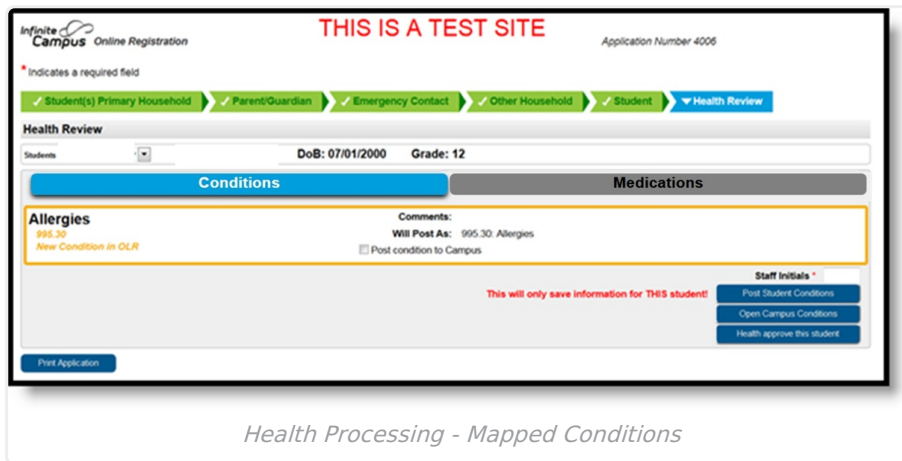 THIS IS A TEST SITE
Infinite Campus Online Registration
Application Number 4006
* Indicates a required field
✓ Student(s) Primary Household ✓ Parent/Guardian ✓ Emergency Contact ✓ Other Household ✓ Student ▼ Health Review
Health Review
Students DoB: 07/01/2000 Grade: 12
Conditions Medications
Allergies Comments:
995.30 Will Post As: 995.30: Allergies
New Condition in OLR Post condition to Campus
Staff Initials *
This will only save information for THIS student! Post Student Conditions
Open Campus Conditions
Health approve this student
Print Application
Health Processing - Mapped Conditions